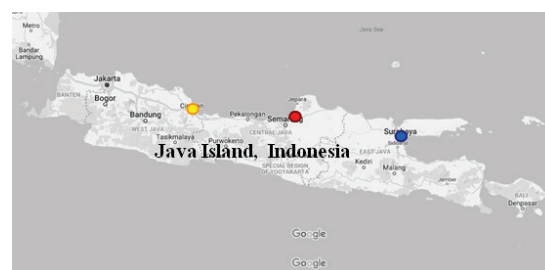 Metro
Java Sea
Bandar
Lampung
Jakarta
BANTEN
Bogor
Jepara
Pekalongan
Bandung
WEST JAVA
CENTRAL JAVA
Tasikmalaya
Purwokerto
Java Island, Indonesia
EAST JAVA
SPECIAL REGION
OF YOGYAKARTA
Kediri
Malang
Jember
BALI
Denpasar
Google
Google